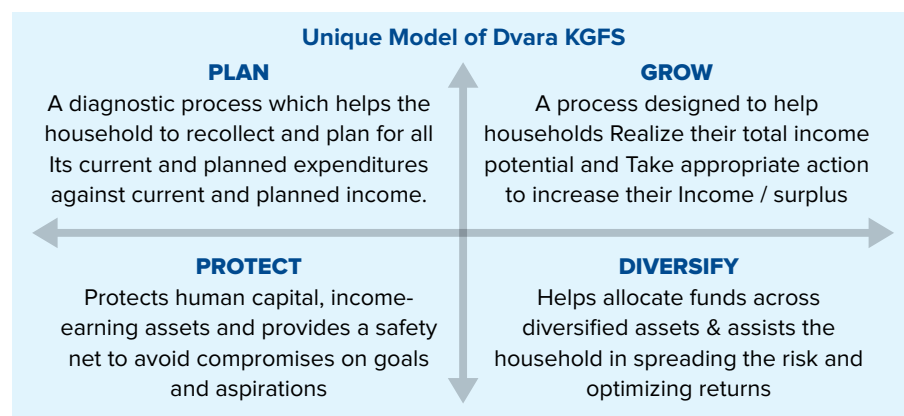 Unique Model of Dvara KGFS
PLAN
A diagnostic process which helps the
household to recollect and plan for all
Its current and planned expenditures
against current and planned income.
GROW
A process designed to help
households Realize their total income
potential and Take appropriate action
to increase their Income / surplus
PROTECT
Protects human capital, income-
earning assets and provides a safety
net to avoid compromises on goals
and aspirations
DIVERSIFY
Helps allocate funds across
diversified assets & assists the
household in spreading the risk and
optimizing returns